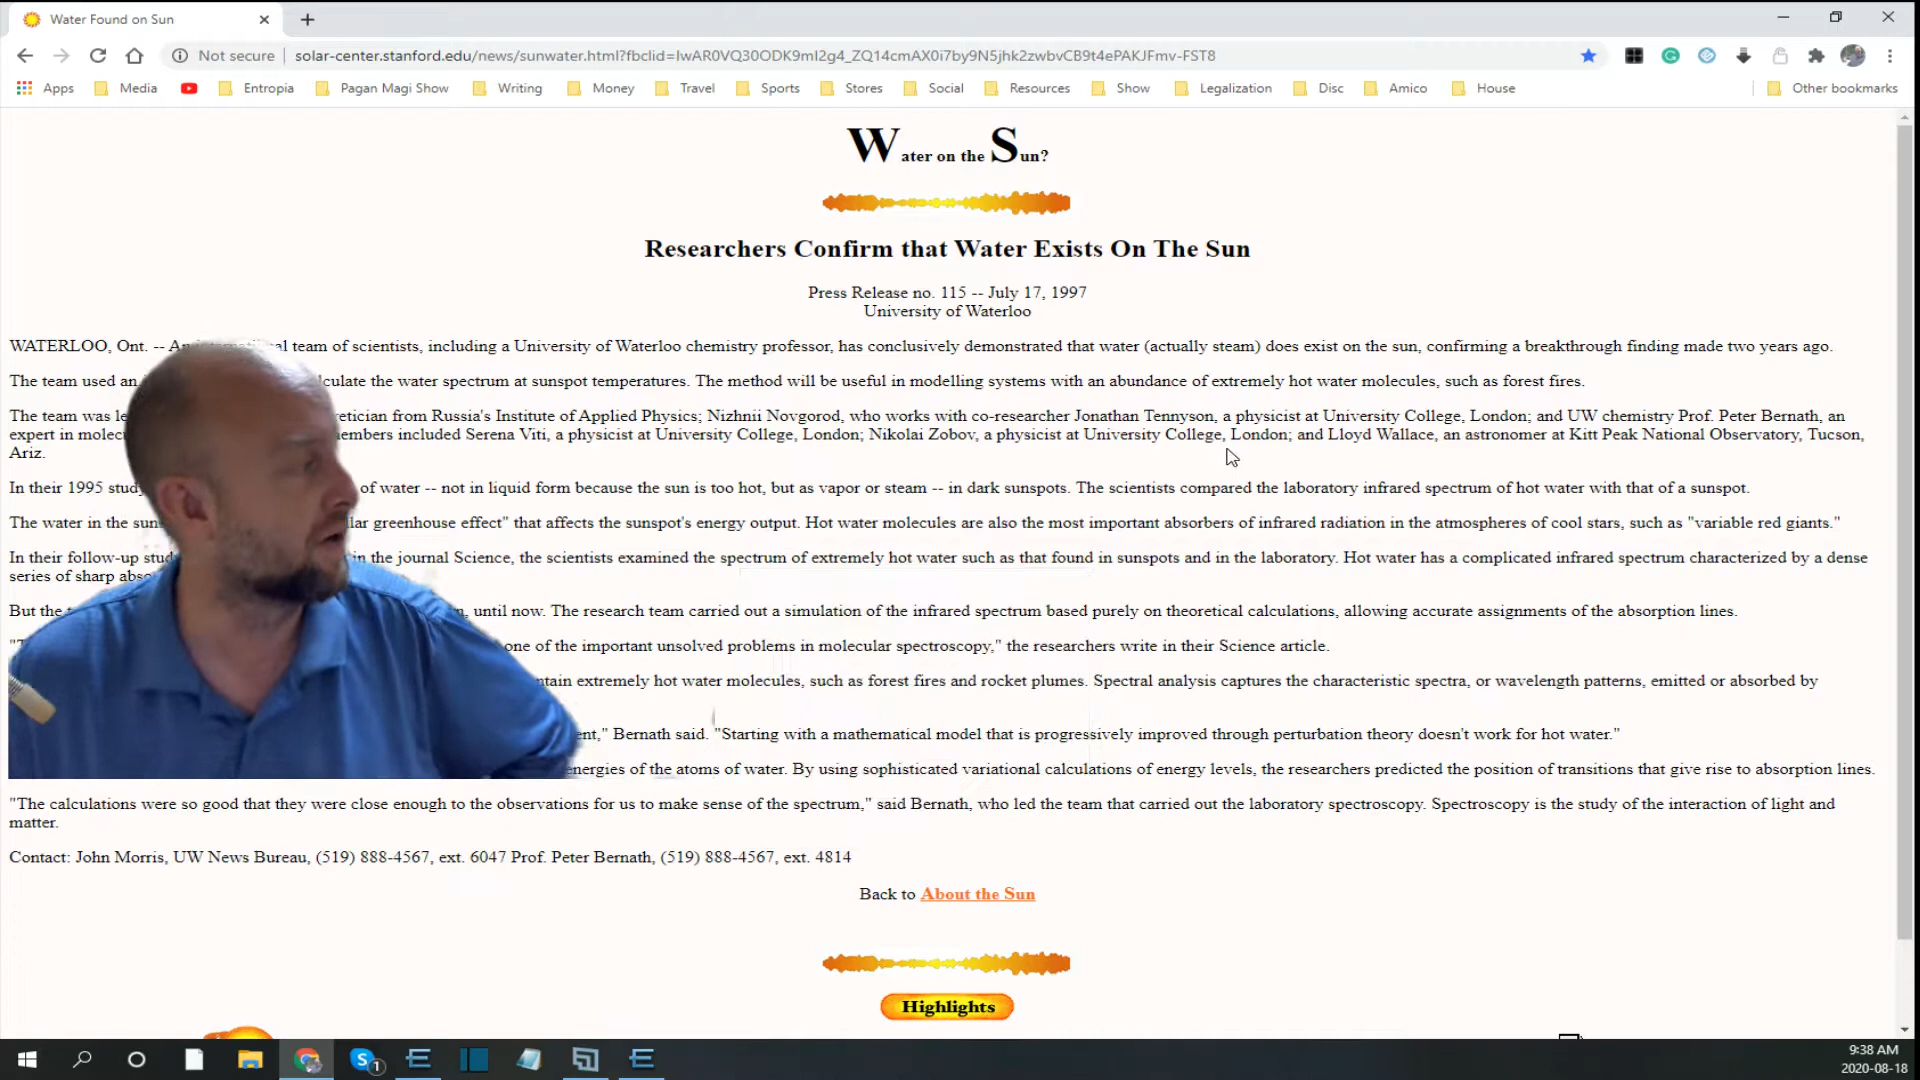 Water Found on Sun
Not secure
solar-center.stanford.edu/news/sunwater.html?fbclid=IwAR0VQ30ODK9mI2g4_ZQ14cmAX0i7by9N5jhk2zwbvCB9t4ePAKJFmv-FST8
Apps Media Entropia Pagan Magi Show Writing Money Travel Sports Stores Social Resources Show Legalization Disc Amico House Other bookmarks
Water on the Sun?
Researchers Confirm that Water Exists On The Sun
Press Release no. 115 -- July 17, 1997
University of Waterloo
WATERLOO, Ont. -- An international team of scientists, including a University of Waterloo chemistry professor, has conclusively demonstrated that water (actually steam) does exist on the sun, confirming a breakthrough finding made two years ago.
The team used an culate the water spectrum at sunspot temperatures. The method will be useful in modelling systems with an abundance of extremely hot water molecules, such as forest fires.
The team was le retician from Russia's Institute of Applied Physics; Nizhnii Novgorod, who works with co-researcher Jonathan Tennyson, a physicist at University College, London; and UW chemistry Prof. Peter Bernath, an
expert in molecu members included Serena Viti, a physicist at University College, London; Nikolai Zobov, a physicist at University College, London; and Lloyd Wallace, an astronomer at Kitt Peak National Observatory, Tucson,
Ariz.
In their 1995 study of water -- not in liquid form because the sun is too hot, but as vapor or steam -- in dark sunspots. The scientists compared the laboratory infrared spectrum of hot water with that of a sunspot.
The water in the sun lar greenhouse effect" that affects the sunspot's energy output. Hot water molecules are also the most important absorbers of infrared radiation in the atmospheres of cool stars, such as "variable red giants."
In their follow-up stud in the journal Science, the scientists examined the spectrum of extremely hot water such as that found in sunspots and in the laboratory. Hot water has a complicated infrared spectrum characterized by a dense
series of sharp abso
But the , until now. The research team carried out a simulation of the infrared spectrum based purely on theoretical calculations, allowing accurate assignments of the absorption lines.
one of the important unsolved problems in molecular spectroscopy," the researchers write in their Science article.
ntain extremely hot water molecules, such as forest fires and rocket plumes. Spectral analysis captures the characteristic spectra, or wavelength patterns, emitted or absorbed by
ent," Bernath said. "Starting with a mathematical model that is progressively improved through perturbation theory doesn't work for hot water."
energies of the atoms of water. By using sophisticated variational calculations of energy levels, the researchers predicted the position of transitions that give rise to absorption lines.
"The calculations were so good that they were close enough to the observations for us to make sense of the spectrum," said Bernath, who led the team that carried out the laboratory spectroscopy. Spectroscopy is the study of the interaction of light and
matter.
Contact: John Morris, UW News Bureau, (519) 888-4567, ext. 6047 Prof. Peter Bernath, (519) 888-4567, ext. 4814
Back to About the Sun
Highlights
9:38 AM
2020-08-18